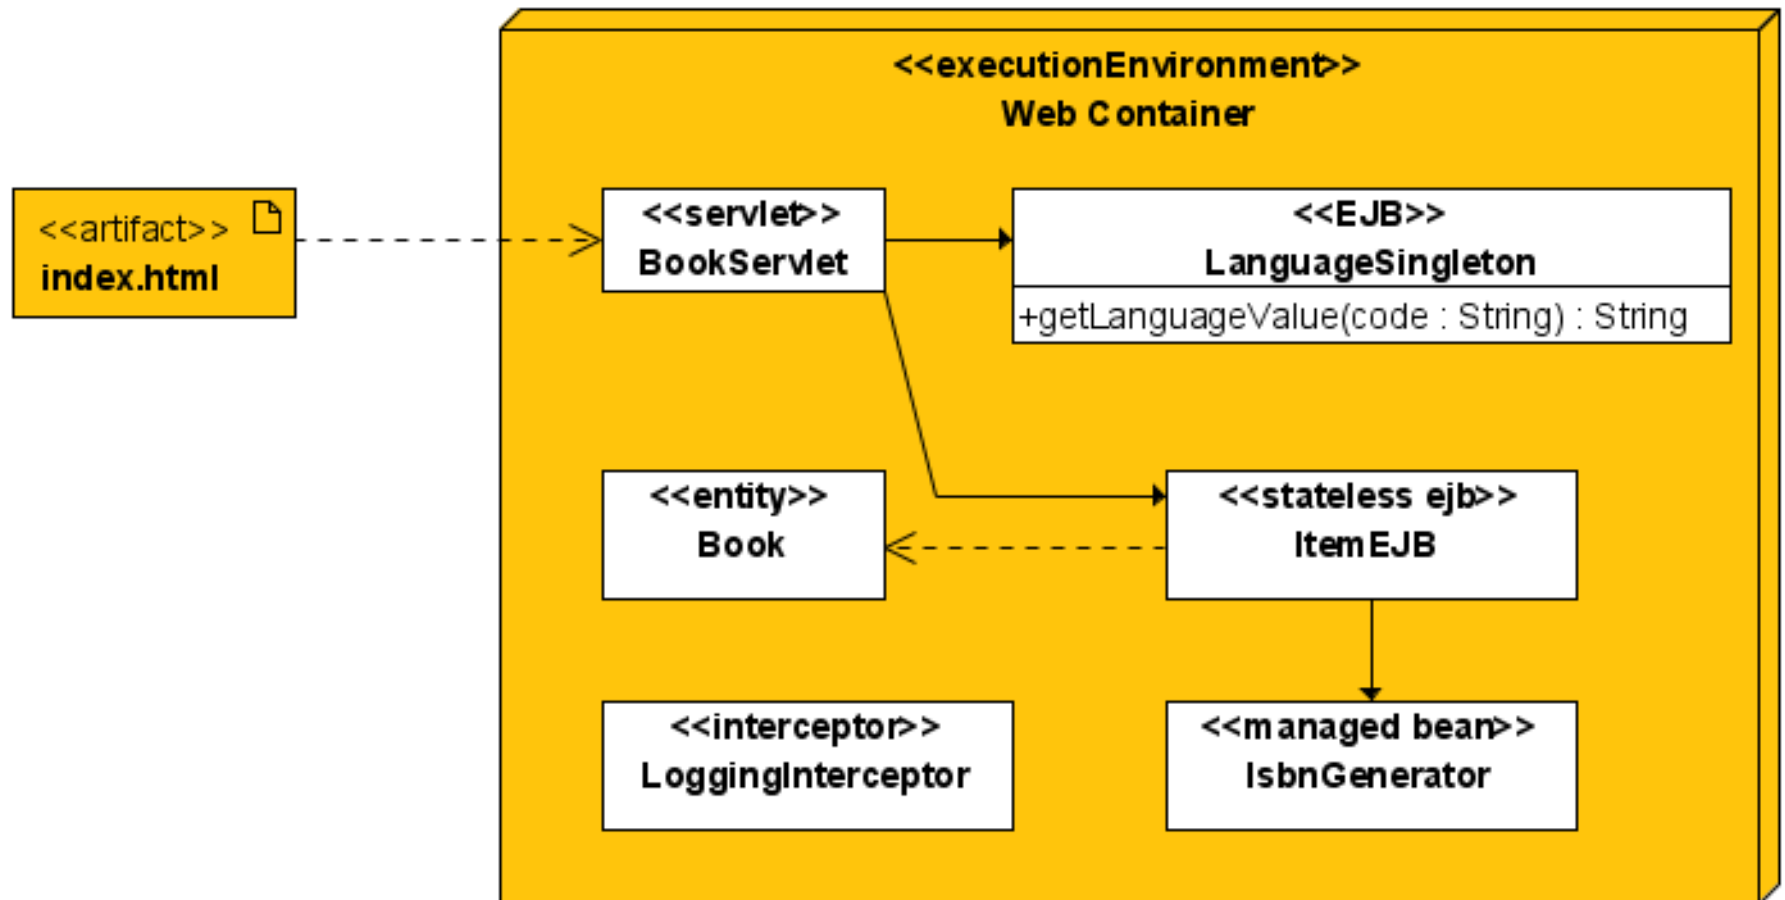 <<executionEnvironment>>
Web Container
<<artifact>>
index.html
<<servlet>>
BookServlet
<<EJB>>
LanguageSingleton
+getLanguageValue(code : String) : String
<<entity>>
Book
<<stateless ejb>>
ItemEJB
<<interceptor>>
LoggingInterceptor
<<managed bean>>
IsbnGenerator